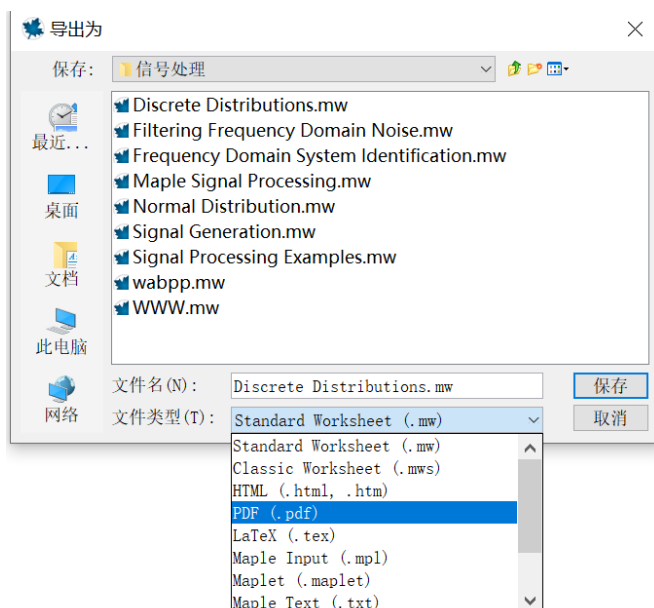 导出为
保存:
信号处理
最近...
桌面
文档
此电脑
网络
Discrete Distributions.mw
Filtering Frequency Domain Noise.mw
Frequency Domain System Identification.mw
Maple Signal Processing.mw
Normal Distribution.mw
Signal Generation.mw
Signal Processing Examples.mw
wabpp.mw
WWW.mw
文件名(N): Discrete Distributions.mw 保存
文件类型(T): Standard Worksheet (.mw) 取消
Standard Worksheet (.mw)
Classic Worksheet (.mws)
HTML (.html, .htm)
PDF (.pdf)
LaTeX (.tex)
Maple Input (.mpl)
Maplet (.maplet)
Maple Text (.txt)